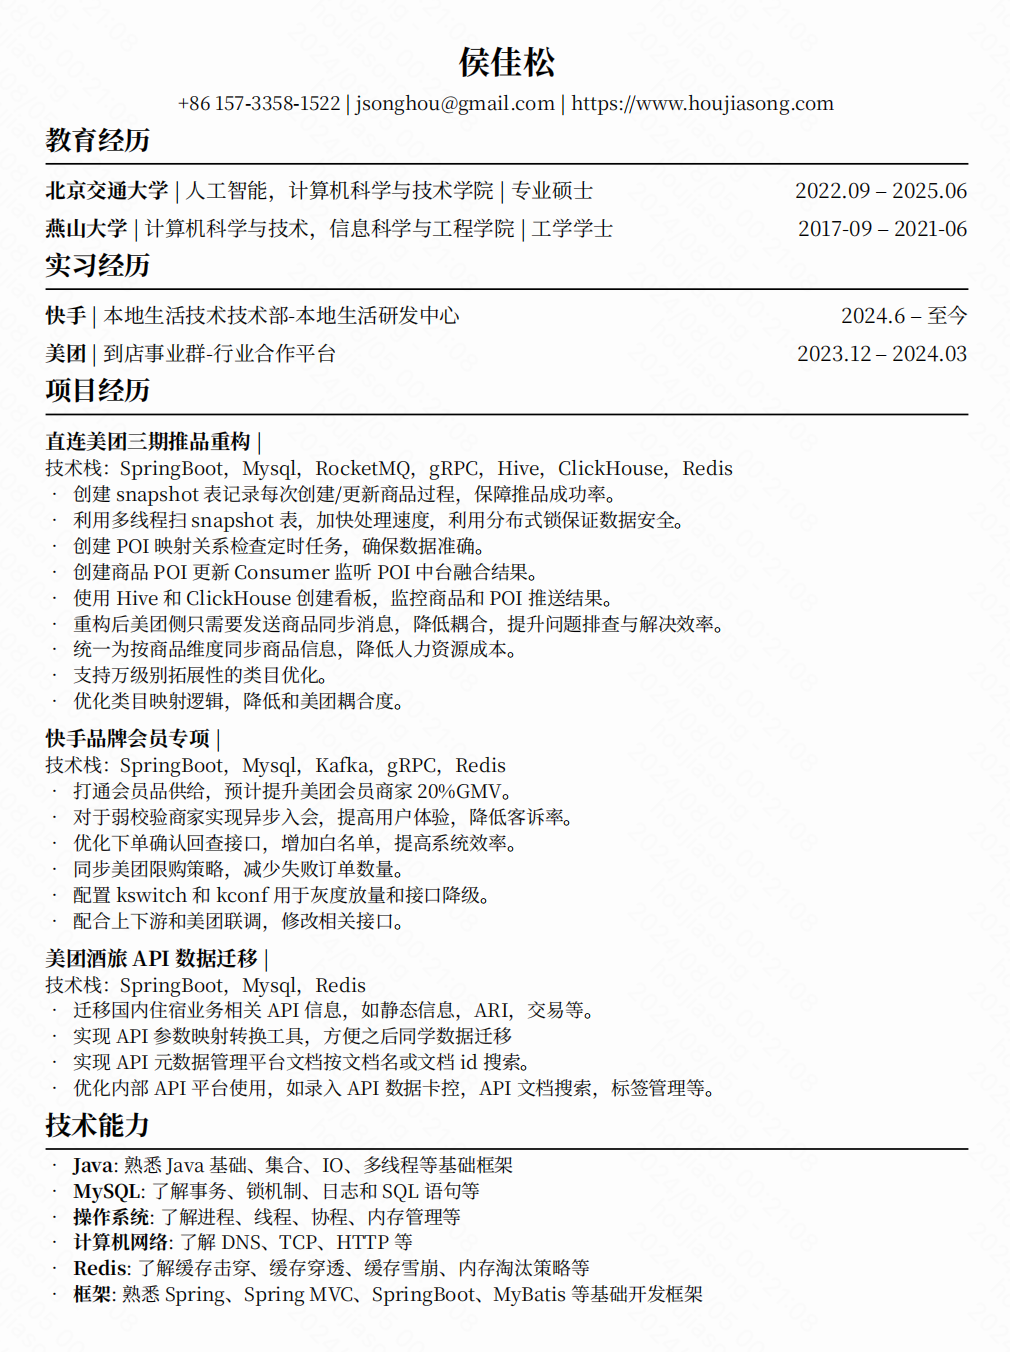 侯佳松
+86 157-3358-1522 | jsonghou@gmail.com | https://www.houjiasong.com
教育经历
北京交通大学 | 人工智能，计算机科学与技术学院 | 专业硕士 2022.09 – 2025.06
燕山大学 | 计算机科学与技术，信息科学与工程学院 | 工学学士 2017-09 – 2021-06
实习经历
快手 | 本地生活技术技术部-本地生活研发中心 2024.6 – 至今
美团 | 到店事业群-行业合作平台 2023.12 – 2024.03
项目经历
直连美团三期推品重构 |
技术栈：SpringBoot，Mysql，RocketMQ，gRPC，Hive，ClickHouse，Redis
· 创建 snapshot 表记录每次创建/更新商品过程，保障推品成功率。
· 利用多线程扫 snapshot 表，加快处理速度，利用分布式锁保证数据安全。
· 创建 POI 映射关系检查定时任务，确保数据准确。
· 创建商品 POI 更新 Consumer 监听 POI 中台融合结果。
· 使用 Hive 和 ClickHouse 创建看板，监控商品和 POI 推送结果。
· 重构后美团侧只需要发送商品同步消息，降低耦合，提升问题排查与解决效率。
· 统一为按商品维度同步商品信息，降低人力资源成本。
· 支持万级别拓展性的类目优化。
· 优化类目映射逻辑，降低和美团耦合度。
快手品牌会员专项 |
技术栈：SpringBoot，Mysql，Kafka，gRPC，Redis
· 打通会员品供给，预计提升美团会员商家 20%GMV。
· 对于弱校验商家实现异步入会，提高用户体验，降低客诉率。
· 优化下单确认回查接口，增加白名单，提高系统效率。
· 同步美团限购策略，减少失败订单数量。
· 配置 kswitch 和 kconf 用于灰度放量和接口降级。
· 配合上下游和美团联调，修改相关接口。
美团酒旅 API 数据迁移 |
技术栈：SpringBoot，Mysql，Redis
· 迁移国内住宿业务相关 API 信息，如静态信息，ARI，交易等。
· 实现 API 参数映射转换工具，方便之后同学数据迁移
· 实现 API 元数据管理平台文档按文档名或文档 id 搜索。
· 优化内部 API 平台使用，如录入 API 数据卡控，API 文档搜索，标签管理等。
技术能力
· Java: 熟悉 Java 基础、集合、IO、多线程等基础框架
· MySQL: 了解事务、锁机制、日志和 SQL 语句等
· 操作系统: 了解进程、线程、协程、内存管理等
· 计算机网络: 了解 DNS、TCP、HTTP 等
· Redis: 了解缓存击穿、缓存穿透、缓存雪崩、内存淘汰策略等
· 框架: 熟悉 Spring、Spring MVC、SpringBoot、MyBatis 等基础开发框架